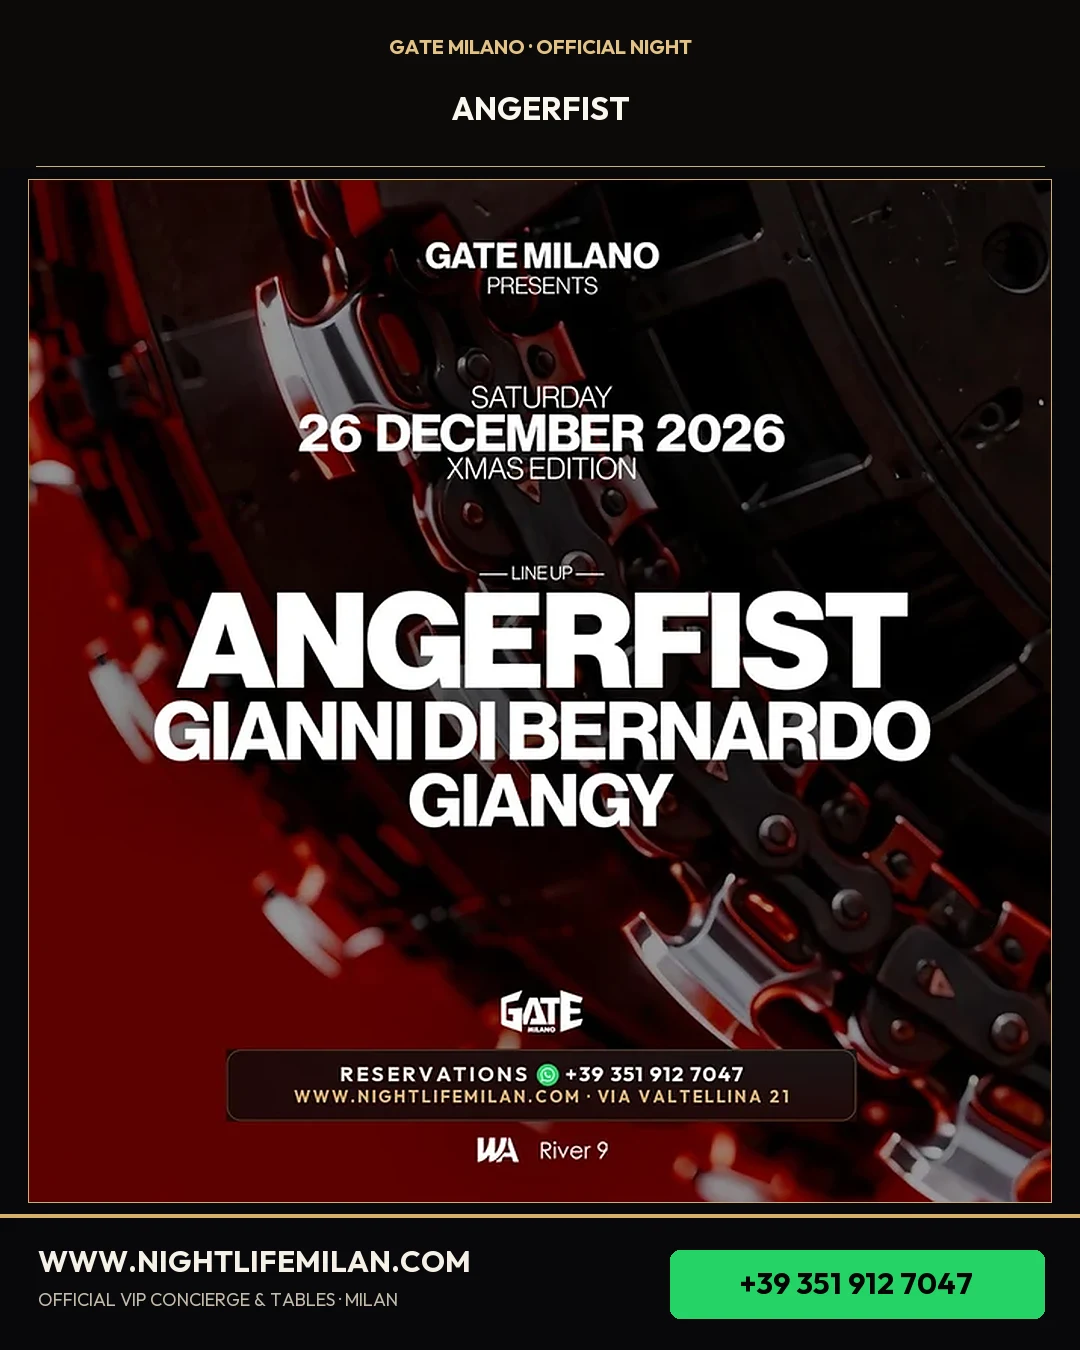 GATE MILANO · OFFICIAL NIGHT
ANGERFIST
GATE MILANO
PRESENTS
SATURDAY
26 DECEMBER 2026
XMAS EDITION
LINE UP
ANGERFIST
GIANNI DI BERNARDO
GIANGY
GATE
MILANO
RESERVATIONS +39 351 912 7047
WWW.NIGHTLIFEMILAN.COM · VIA VALTELLINA 21
WA River 9
WWW.NIGHTLIFEMILAN.COM
OFFICIAL VIP CONCIERGE & TABLES · MILAN
+39 351 912 7047